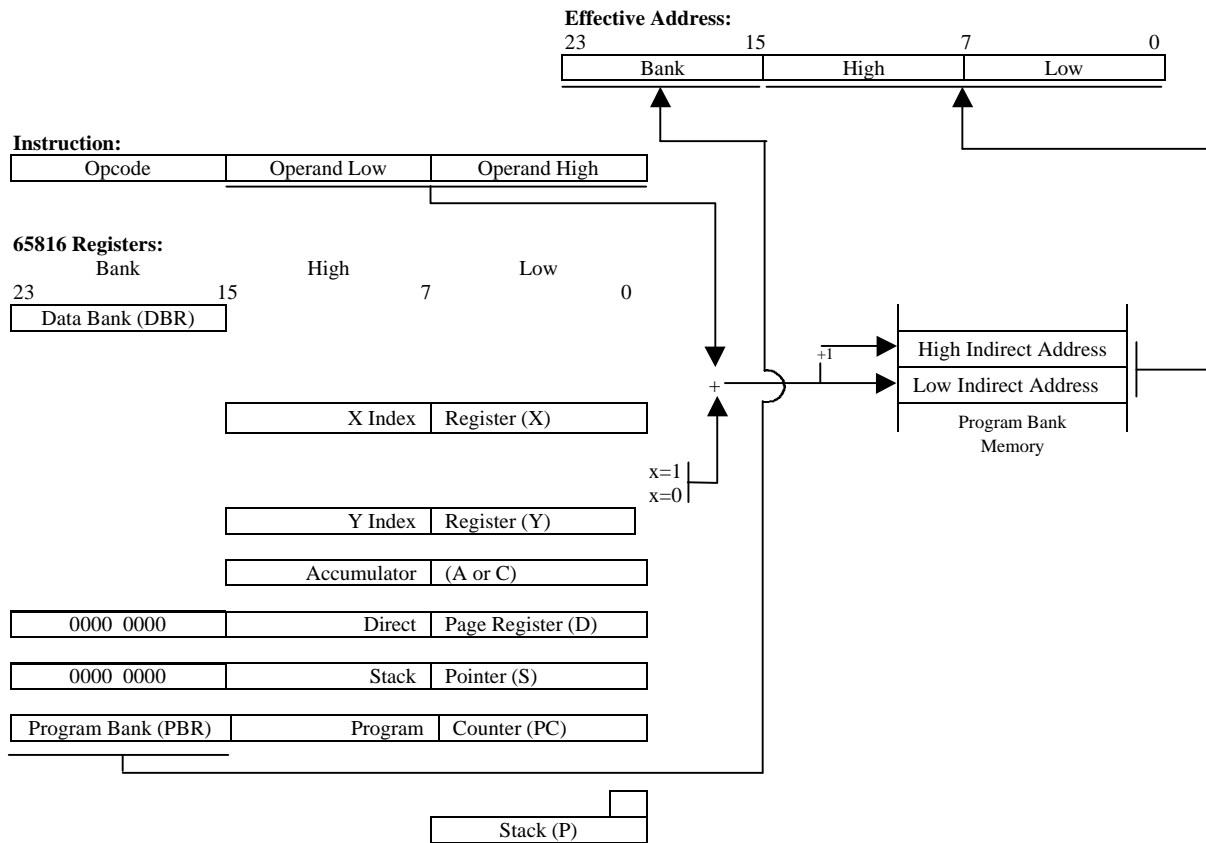 Effective Address:
23 15 7 0
Bank High Low
Instruction:
Opcode Operand Low Operand High
65816 Registers:
Bank High Low
23 15 7 0
Data Bank (DBR)
+1
High Indirect Address
+
Low Indirect Address
X Index Register (X)
Program Bank
Memory
x=1
x=0
Y Index Register (Y)
Accumulator (A or C)
0000 0000 Direct Page Register (D)
0000 0000 Stack Pointer (S)
Program Bank (PBR) Program Counter (PC)
Stack (P)